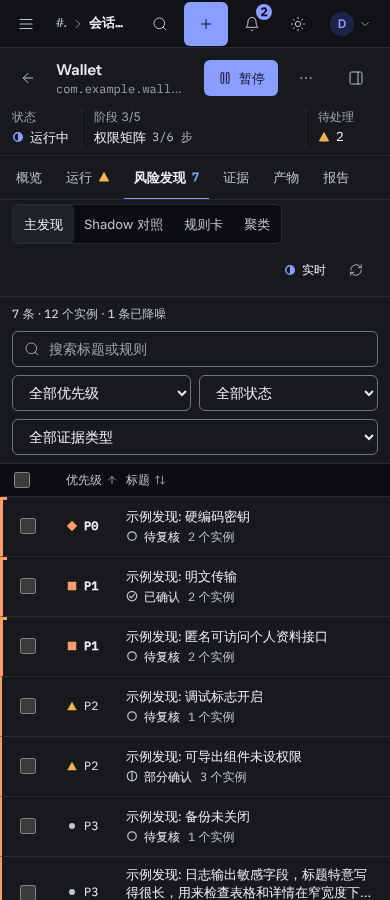 #. 会话…
2
D
Wallet
com.example.wall…
暂停
状态
运行中
阶段 3/5
权限矩阵 3/6 步
待处理
2
概览 运行 风险发现 7 证据 产物 报告
主发现 Shadow 对照 规则卡 聚类
实时
7 条 · 12 个实例 · 1 条已降噪
搜索标题或规则
全部优先级 全部状态
全部证据类型
优先级 标题
P0 示例发现: 硬编码密钥
待复核 2 个实例
P1 示例发现: 明文传输
已确认 2 个实例
P1 示例发现: 匿名可访问个人资料接口
待复核 2 个实例
P2 示例发现: 调试标志开启
待复核 1 个实例
P2 示例发现: 可导出组件未设权限
部分确认 3 个实例
P3 示例发现: 备份未关闭
待复核 1 个实例
P3 示例发现: 日志输出敏感字段，标题特意写
得很长，用来检查表格和详情在窄宽度下…